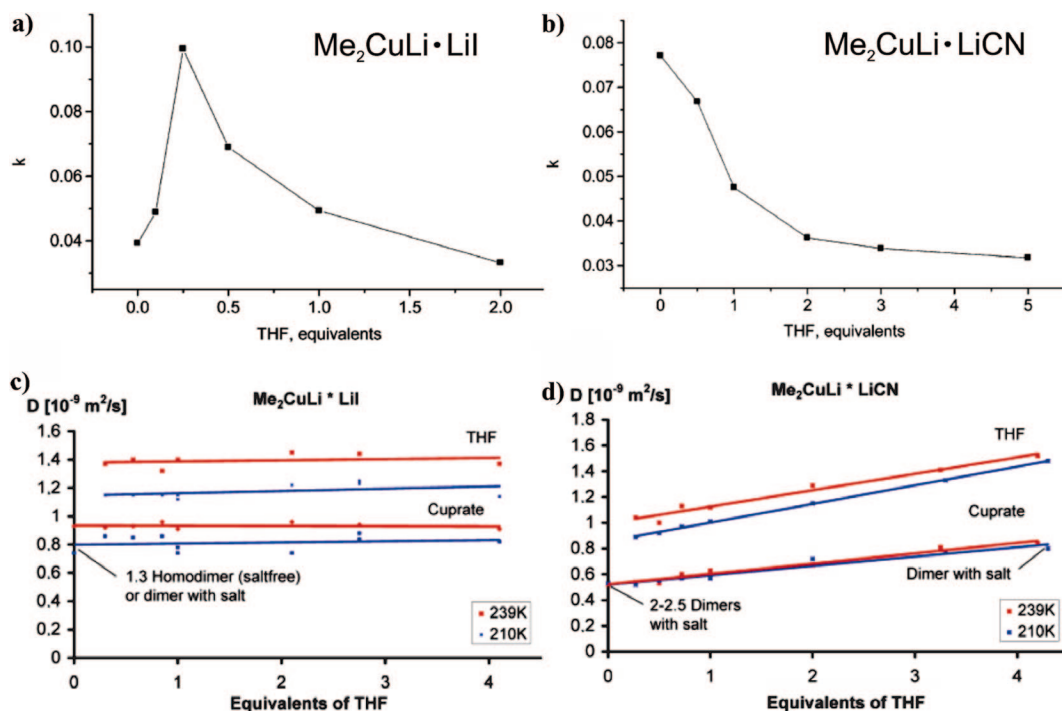 a)
Me₂CuLi•LiI
0.10
0.08
0.06
0.04
k
0.0 0.5 1.0 1.5 2.0
THF, equivalents
b)
Me₂CuLi•LiCN
0.08
0.07
0.06
0.05
0.04
0.03
k
0 1 2 3 4 5
THF, equivalents
c)
Me₂CuLi * LiI
D [10⁻⁹ m²/s]
1.6
1.4
1.2
1
0.8
0.6
0.4
0.2
0
THF
Cuprate
1.3 Homodimer (saltfree)
or dimer with salt
239K
210K
0 1 2 3 4
Equivalents of THF
d)
Me₂CuLi * LiCN
D [10⁻⁹ m²/s]
1.8
1.6
1.4
1.2
1
0.8
0.6
0.4
0.2
0
THF
Cuprate
Dimer with salt
2-2.5 Dimers
with salt
239K
210K
0 1 2 3 4
Equivalents of THF